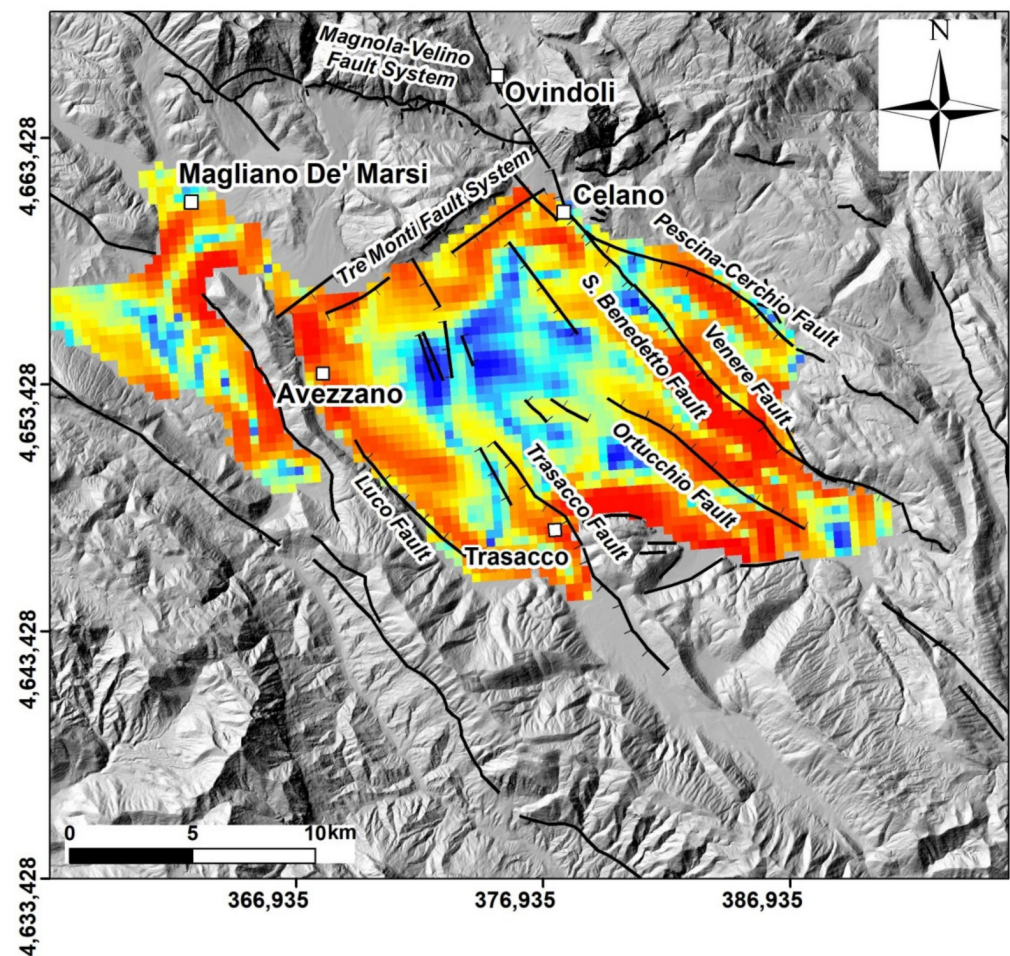 N
Magnola-Velino
Fault System
Ovindoli
4,663,428
Magliano De' Marsi
Celano
Tre Monti Fault System
Pescina-Cerchio Fault
S. Benedetto Fault
Venere Fault
4,653,428
Avezzano
Ortucchio Fault
Trasacco Fault
Luco Fault
Trasacco
4,643,428
0 5 10 km
4,633,428
366,935 376,935 386,935